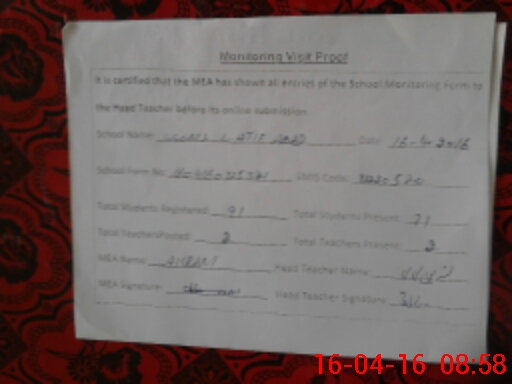 Monitoring Visit Proof
It is certified that the MEA has shown all entries of the School Monitoring Form to
the Head Teacher before its online submission.
School Name: Date: 16-4-2016
School Form No: EMIS Code:
Total Students Registered: 91 Total Students Present: 71
Total Teachers Posted: 2 Total Teachers Present: 2
MEA Name: Head Teacher Name:
MEA Signature: Head Teacher Signature:
16-04-16 08:58